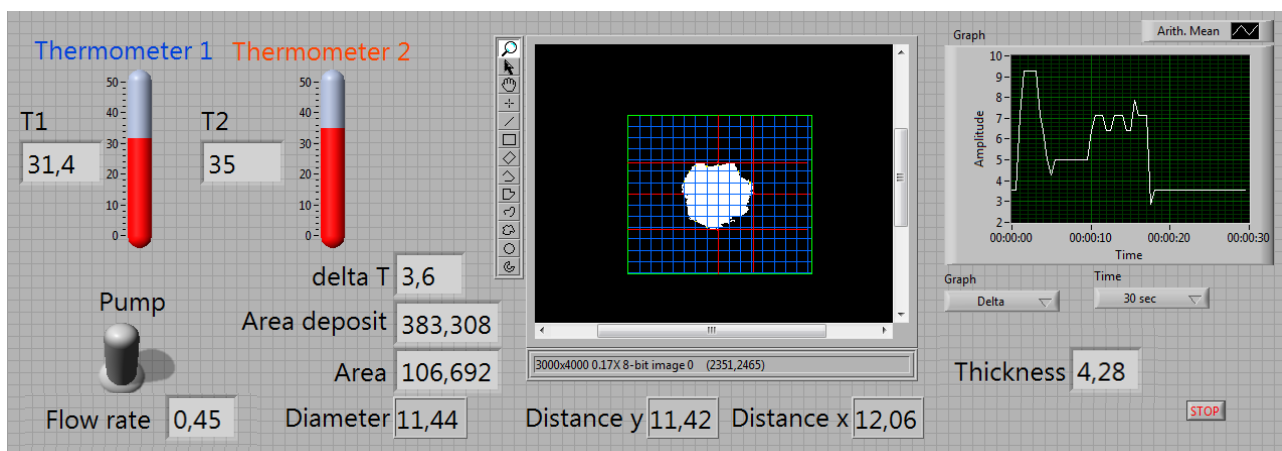 Thermometer 1
Thermometer 2
50
40
30
20
10
0
T1
31,4
50
40
30
20
10
0
T2
35
delta T 3,6
Area deposit 383,308
Area 106,692
Diameter 11,44
Pump
Flow rate 0,45
3000x4000 0.17X 8-bit image 0 (2351,2465)
Distance y 11,42 Distance x 12,06
Graph
Arith. Mean
Amplitude
10
9
8
7
6
5
4
3
2
00:00:00 00:00:10 00:00:20 00:00:30
Time
Graph
Delta
Time
30 sec
Thickness 4,28
STOP